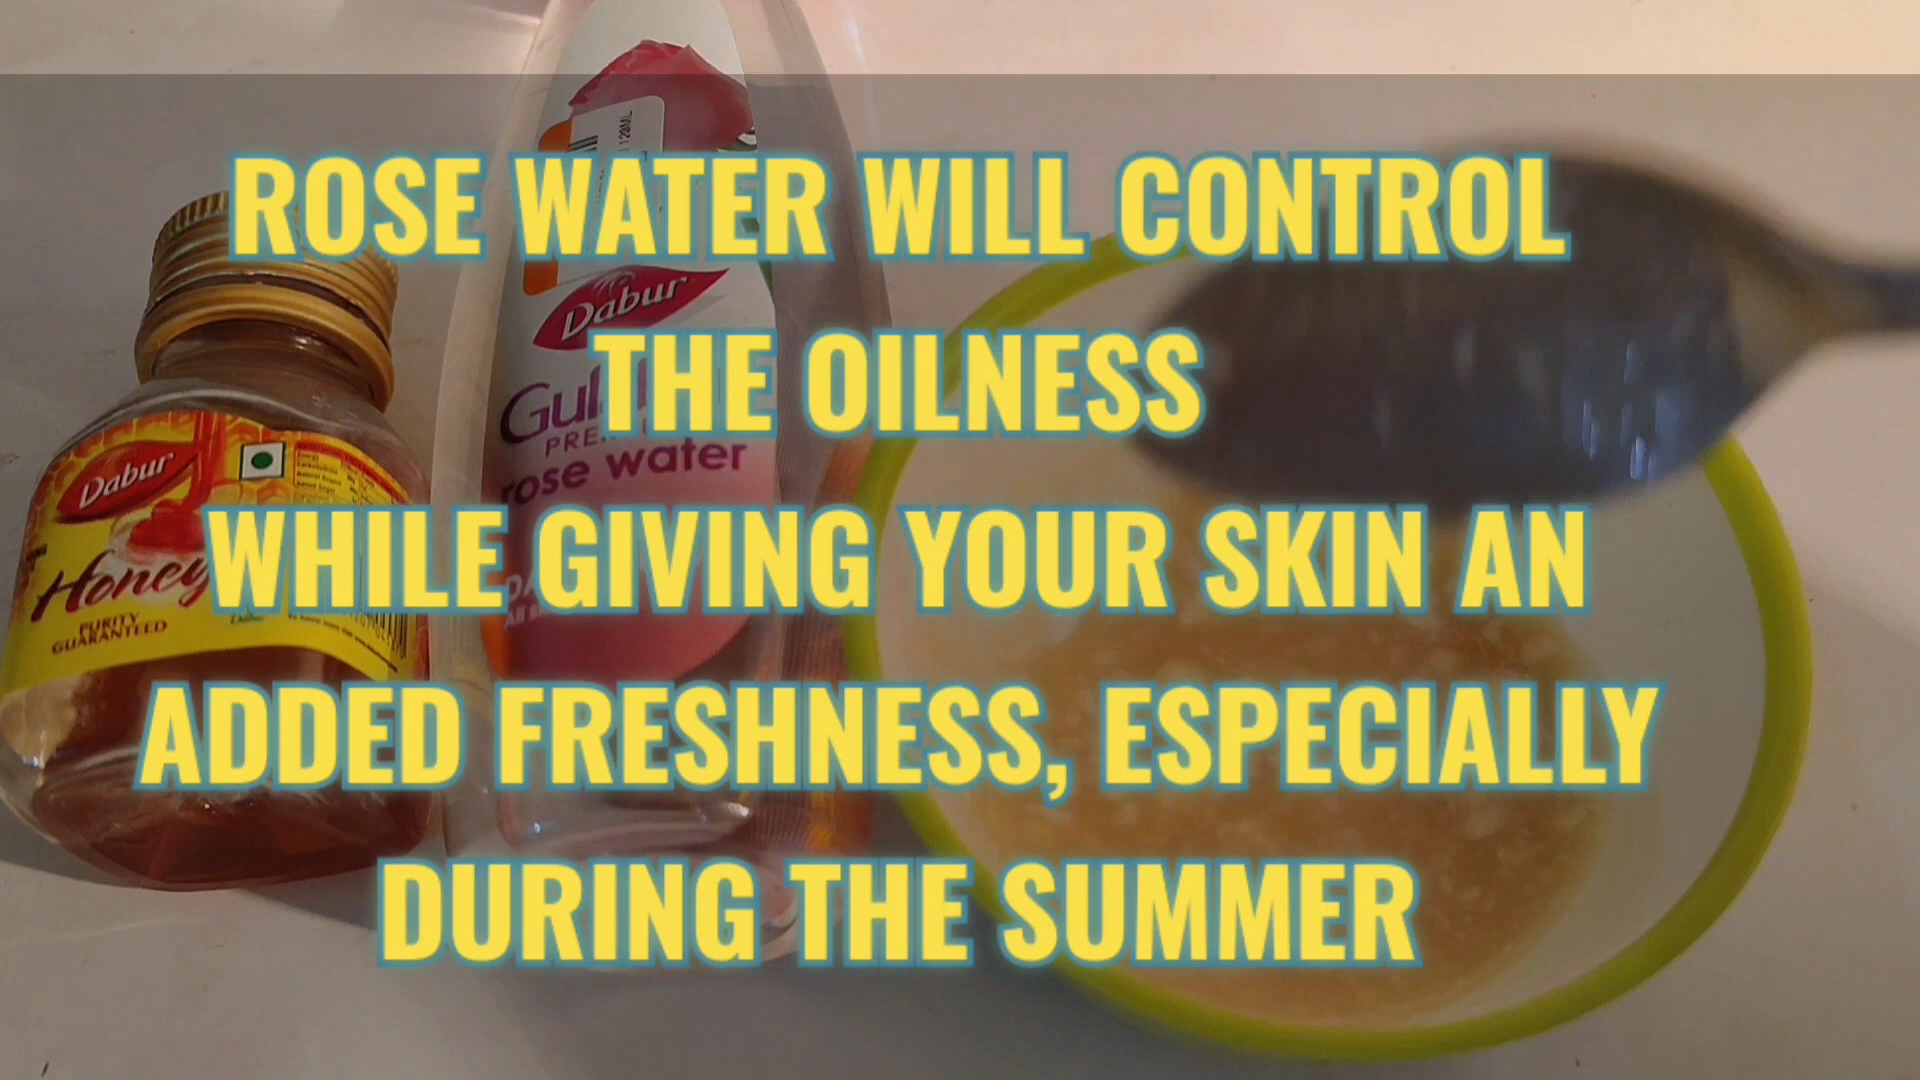 ROSE WATER WILL CONTROL
THE OILNESS
WHILE GIVING YOUR SKIN AN
ADDED FRESHNESS, ESPECIALLY
DURING THE SUMMER
Dabur
Honey
PURITY
GUARANTEED
Dabur
rose water